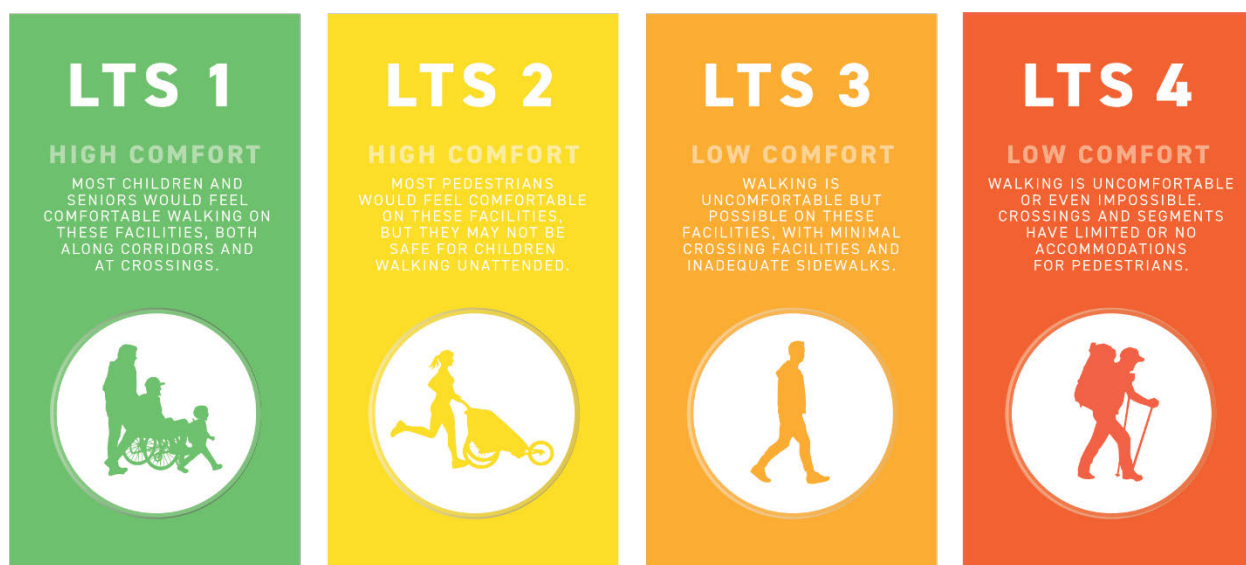 LTS 1
HIGH COMFORT
MOST CHILDREN AND
SENIORS WOULD FEEL
COMFORTABLE WALKING ON
THESE FACILITIES, BOTH
ALONG CORRIDORS AND
AT CROSSINGS.
LTS 2
HIGH COMFORT
MOST PEDESTRIANS
WOULD FEEL COMFORTABLE
ON THESE FACILITIES,
BUT THEY MAY NOT BE
SAFE FOR CHILDREN
WALKING UNATTENDED.
LTS 3
LOW COMFORT
WALKING IS
UNCOMFORTABLE BUT
POSSIBLE ON THESE
FACILITIES, WITH MINIMAL
CROSSING FACILITIES AND
INADEQUATE SIDEWALKS.
LTS 4
LOW COMFORT
WALKING IS UNCOMFORTABLE
OR EVEN IMPOSSIBLE.
CROSSINGS AND SEGMENTS
HAVE LIMITED OR NO
ACCOMMODATIONS
FOR PEDESTRIANS.